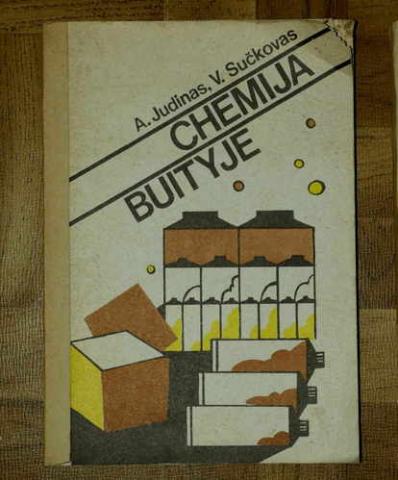 A. Judinas, V. Sučkovas
CHEMIJA
BUITYJE